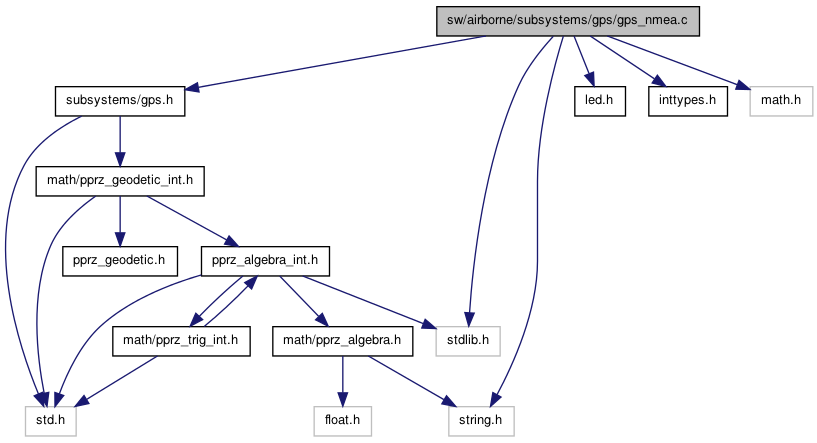 sw/airborne/subsystems/gps/gps_nmea.c
subsystems/gps.h
led.h
inttypes.h
math.h
math/pprz_geodetic_int.h
pprz_geodetic.h
pprz_algebra_int.h
math/pprz_trig_int.h
math/pprz_algebra.h
stdlib.h
std.h
float.h
string.h